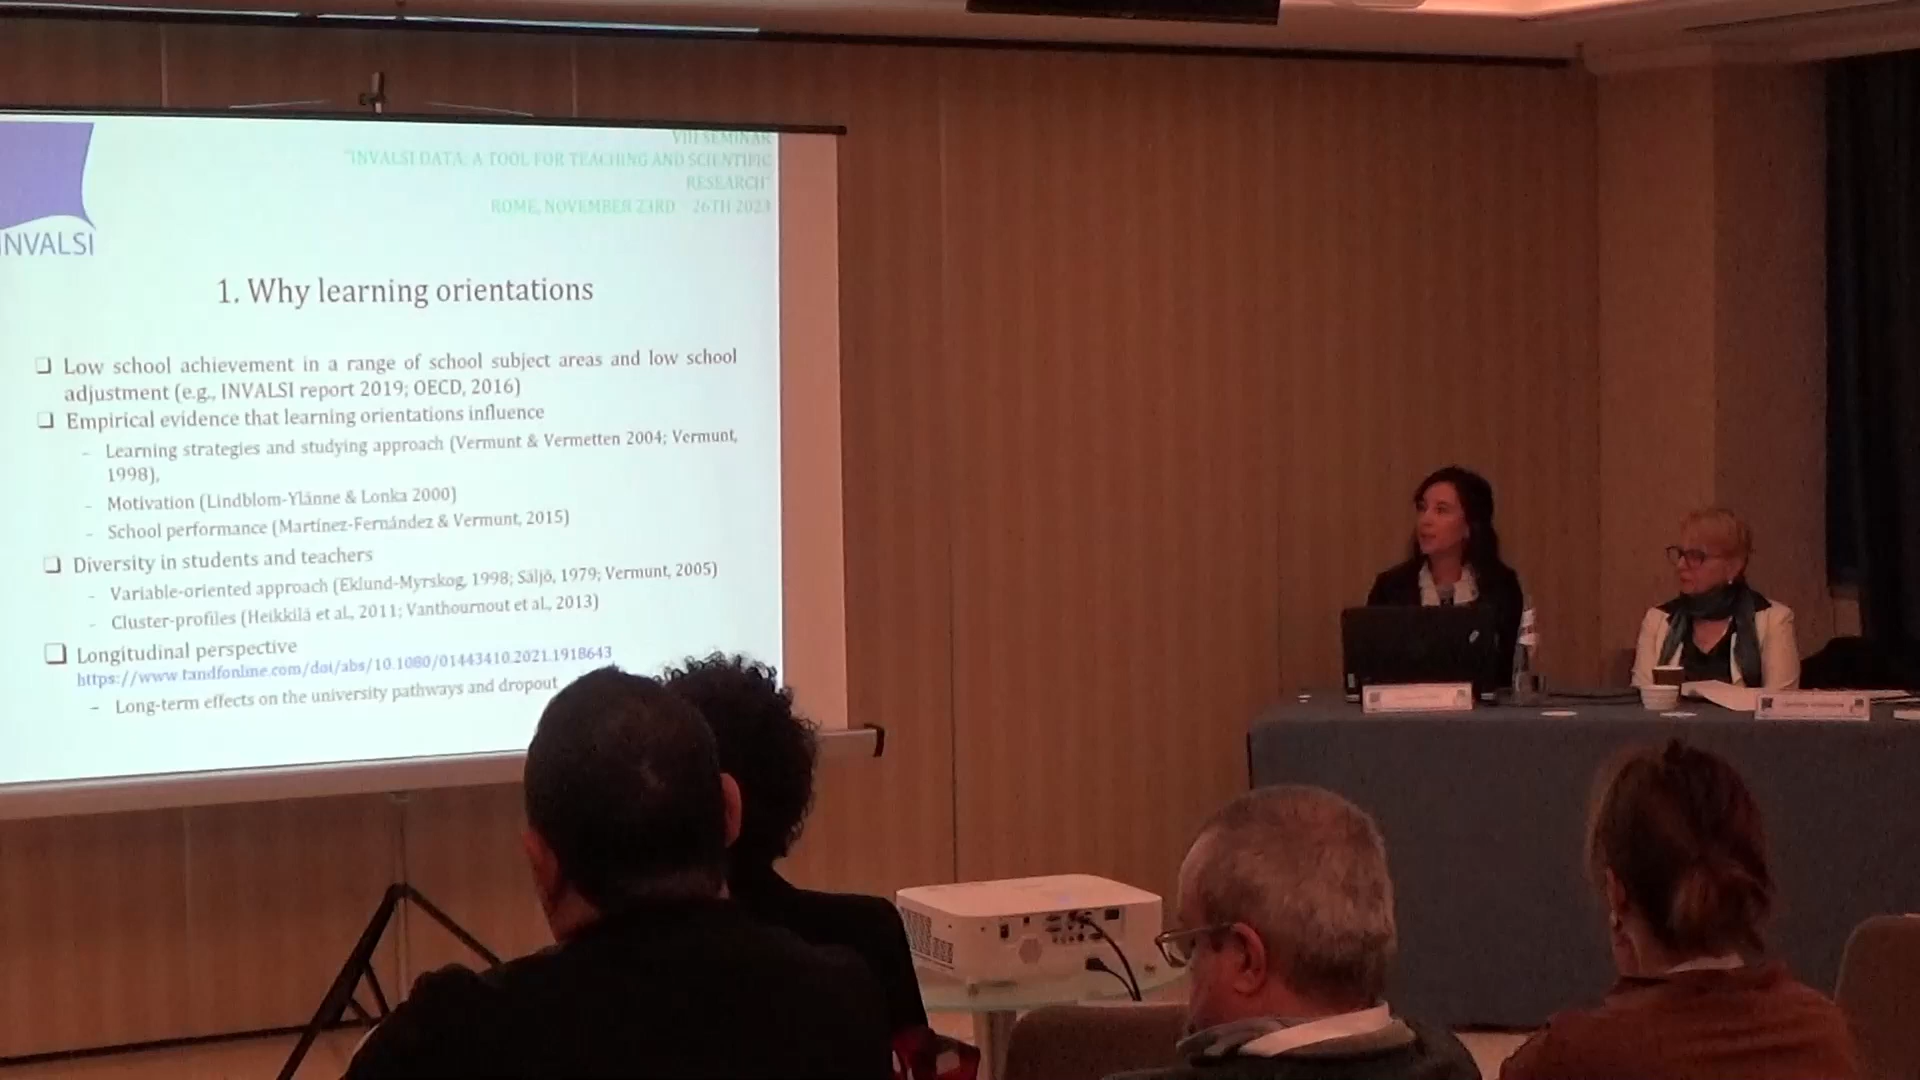 VIII SEMINAR
"INVALSI DATA: A TOOL FOR TEACHING AND SCIENTIFIC
RESEARCH"
ROME, NOVEMBER 23RD - 26TH 2023
INVALSI
1. Why learning orientations
❑ Low school achievement in a range of school subject areas and low school
adjustment (e.g., INVALSI report 2019; OECD, 2016)
❑ Empirical evidence that learning orientations influence
- Learning strategies and studying approach (Vermunt & Vermetten 2004; Vermunt,
1998),
- Motivation (Lindblom-Ylänne & Lonka 2000)
- School performance (Martínez-Fernández & Vermunt, 2015)
❑ Diversity in students and teachers
- Variable-oriented approach (Eklund-Myrskog, 1998; Säljö, 1979; Vermunt, 2005)
- Cluster-profiles (Heikkilä et al., 2011; Vanthournout et al., 2013)
❑ Longitudinal perspective
https://www.tandfonline.com/doi/abs/10.1080/01443410.2021.1918643
- Long-term effects on the university pathways and dropout